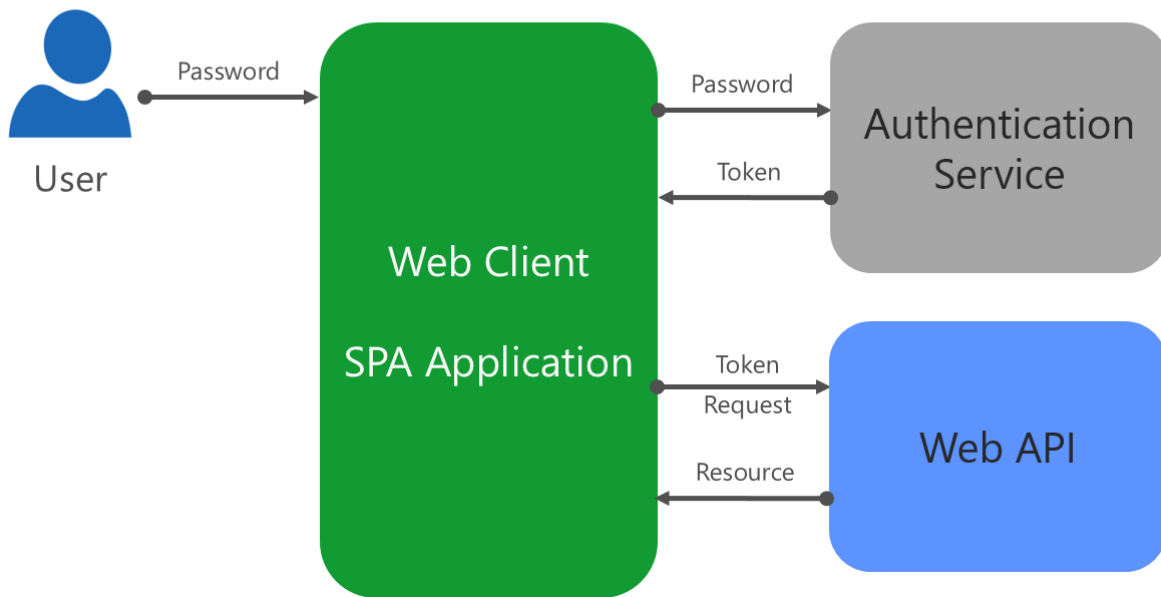 Password
User
Web Client
SPA Application
Password
Token
Authentication
Service
Token
Request
Resource
Web API